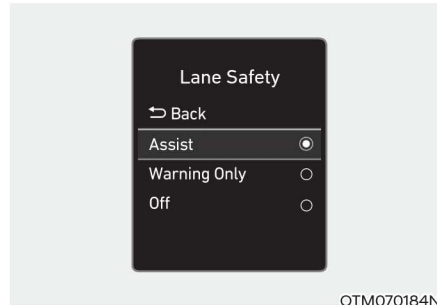 Lane Safety
Back
Assist
Warning Only
Off
OTM070184N